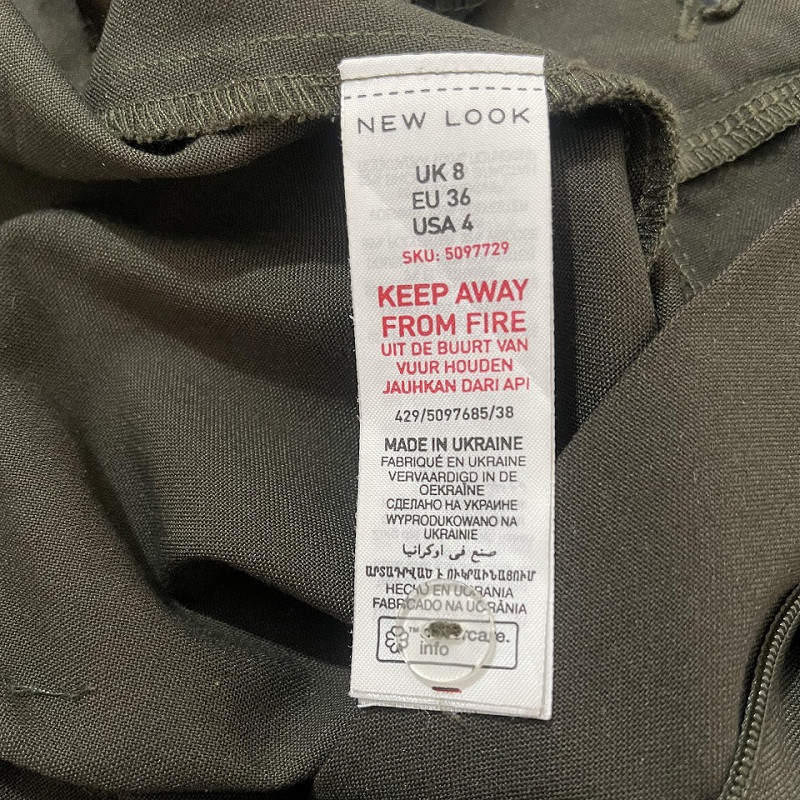 NEW LOOK
UK 8
EU 36
USA 4
SKU: 5097729
KEEP AWAY
FROM FIRE
UIT DE BUURT VAN
VUUR HOUDEN
JAUHKAN DARI API
429/5097685/38
MADE IN UKRAINE
FABRIQUÉ EN UKRAINE
VERVAARDIGD IN DE
OEKRAÏNE
СДЕЛАНО НА УКРАИНЕ
WYPRODUKOWANO NA
UKRAINIE
صنع في اوكرانيا
ԱՐՏԱԴՐՎԱԾ Է ՈՒԿՐԱԻՆԱՅՈՒՄ
HECHO EN UCRANIA
FABRICADO NA UCRÂNIA
info